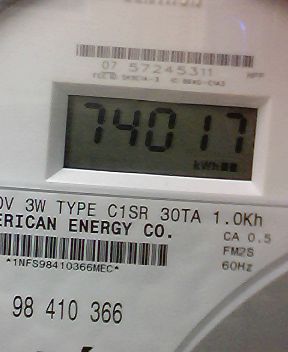 07 57245311
74017
kWh
V 3W TYPE C1SR 30TA 1.0Kh
ERICAN ENERGY CO.
CA 0.5
FM2S
60Hz
*1NFS98410366MEC*
98 410 366